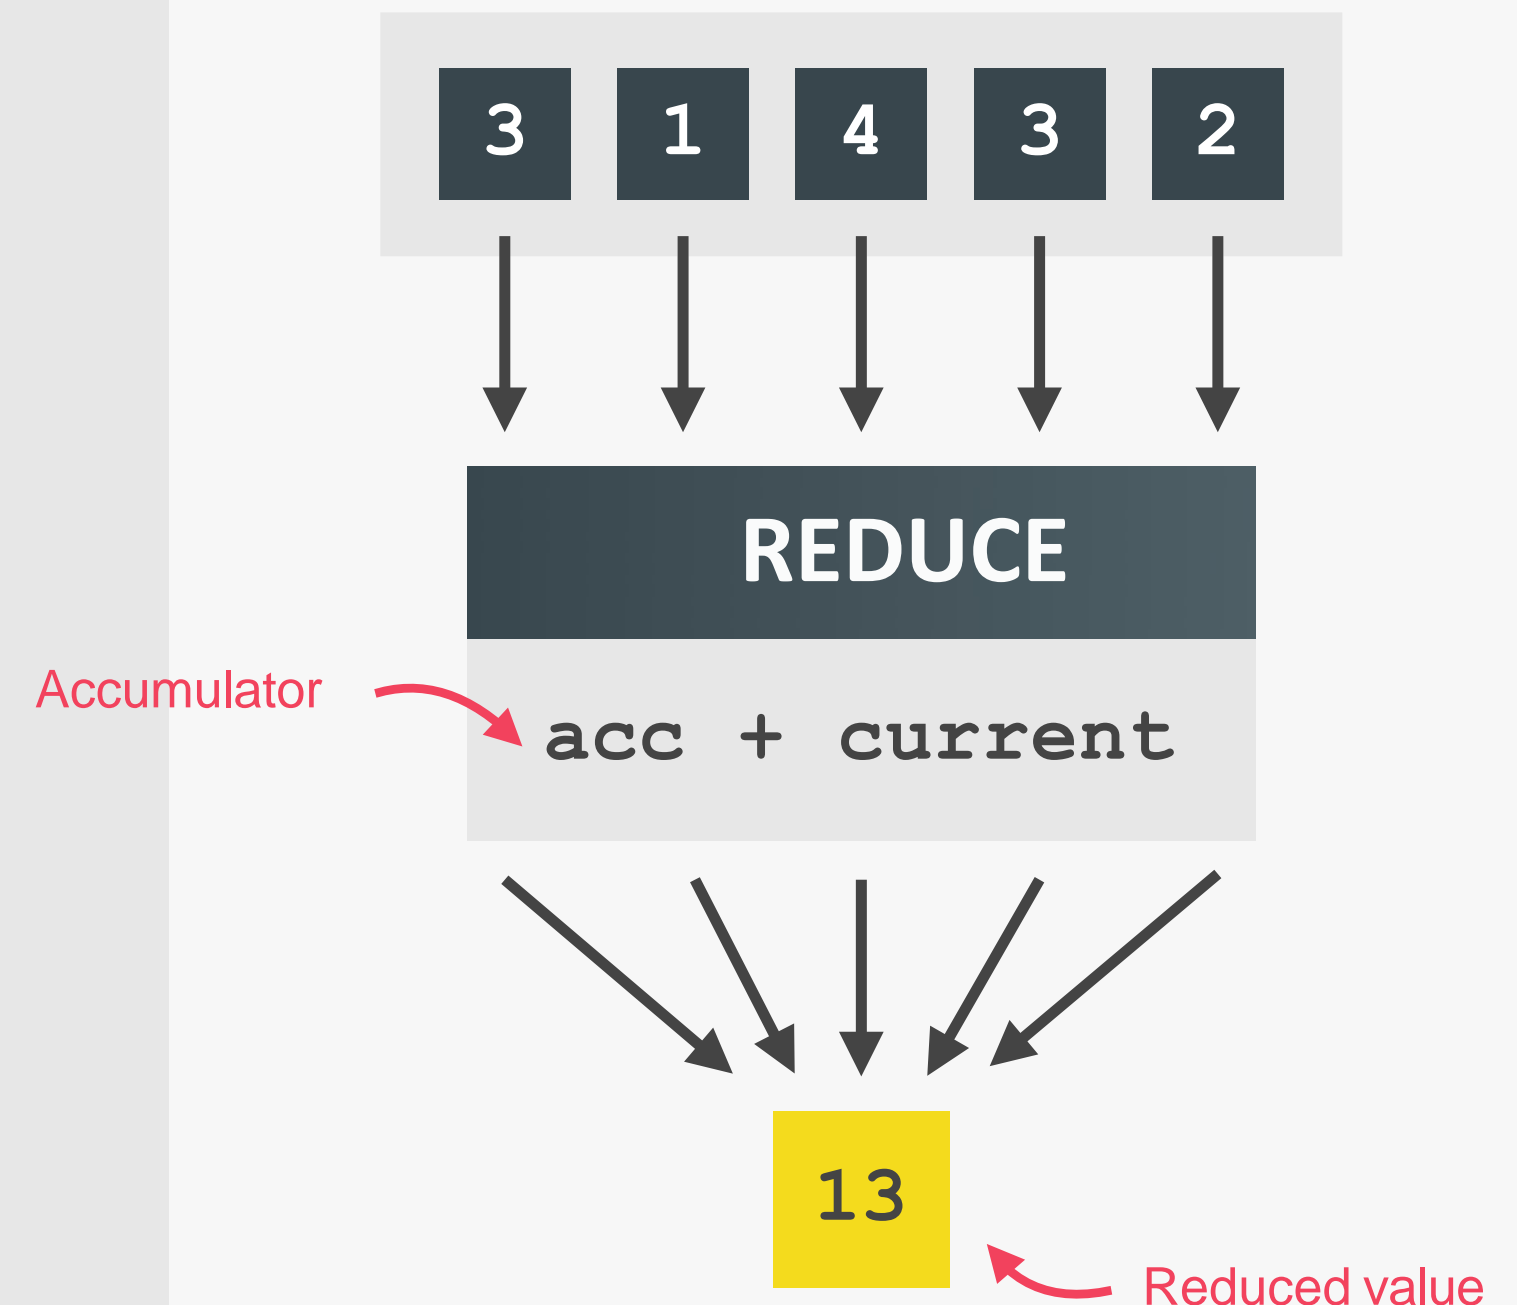 3 1 4 3 2
REDUCE
Accumulator
acc + current
13
Reduced value